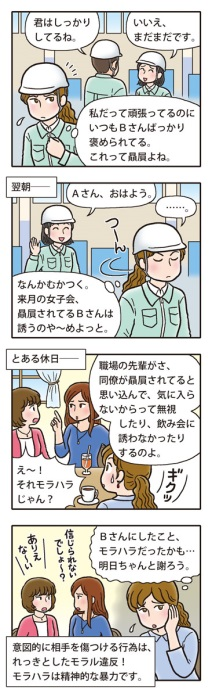 君はしっかり
してるね。
いいえ、
まだまだです。
私だって頑張ってるのに
いつもBさんばっかり
褒められてる。
これって贔屓よね。
翌朝──
Aさん、おはよう。
……。
つーん
なんかむかつく。
来月の女子会、
贔屓されてるBさんは
誘うのや〜めよっと。
とある休日──
職場の先輩がさ、
同僚が贔屓されてると
思い込んで、気に入ら
ないからって無視
したり、飲み会に
誘わなかったり
するのよ。
え〜！
それモラハラ
じゃん？
ギクッ
信じられない
でしょ〜？
ありえ
な〜い
Bさんにしたこと、
モラハラだったかも…
明日ちゃんと謝ろう。
意図的に相手を傷つける行為は、
れっきとしたモラル違反！
モラハラは精神的な暴力です。